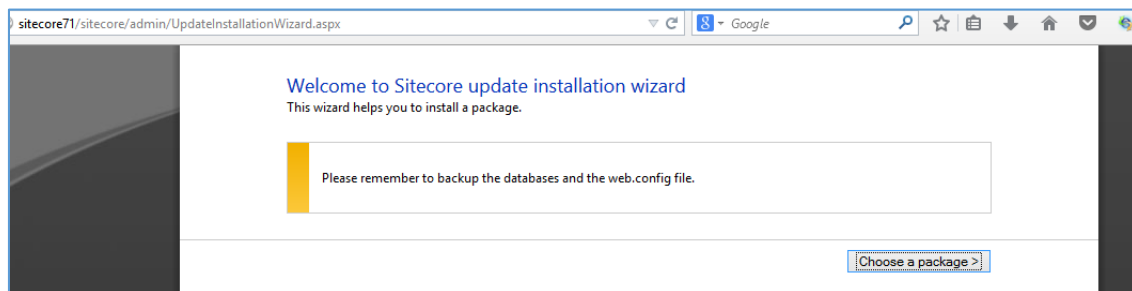 sitecore71/sitecore/admin/UpdateInstallationWizard.aspx
8 Google
Welcome to Sitecore update installation wizard
This wizard helps you to install a package.
Please remember to backup the databases and the web.config file.
Choose a package >